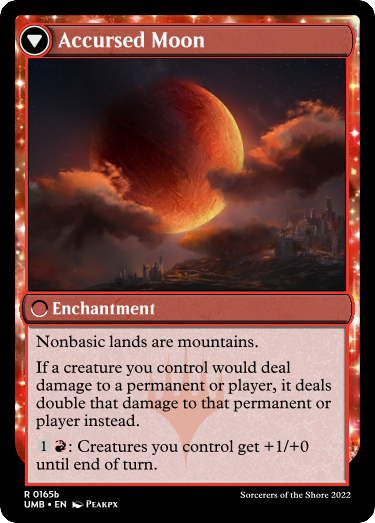 Accursed Moon
Enchantment
Nonbasic lands are mountains.
If a creature you control would deal
damage to a permanent or player, it deals
double that damage to that permanent or
player instead.
1 : Creatures you control get +1/+0
until end of turn.
R 0165b
UMB • EN Peakpx
Sorcerers of the Shore 2022